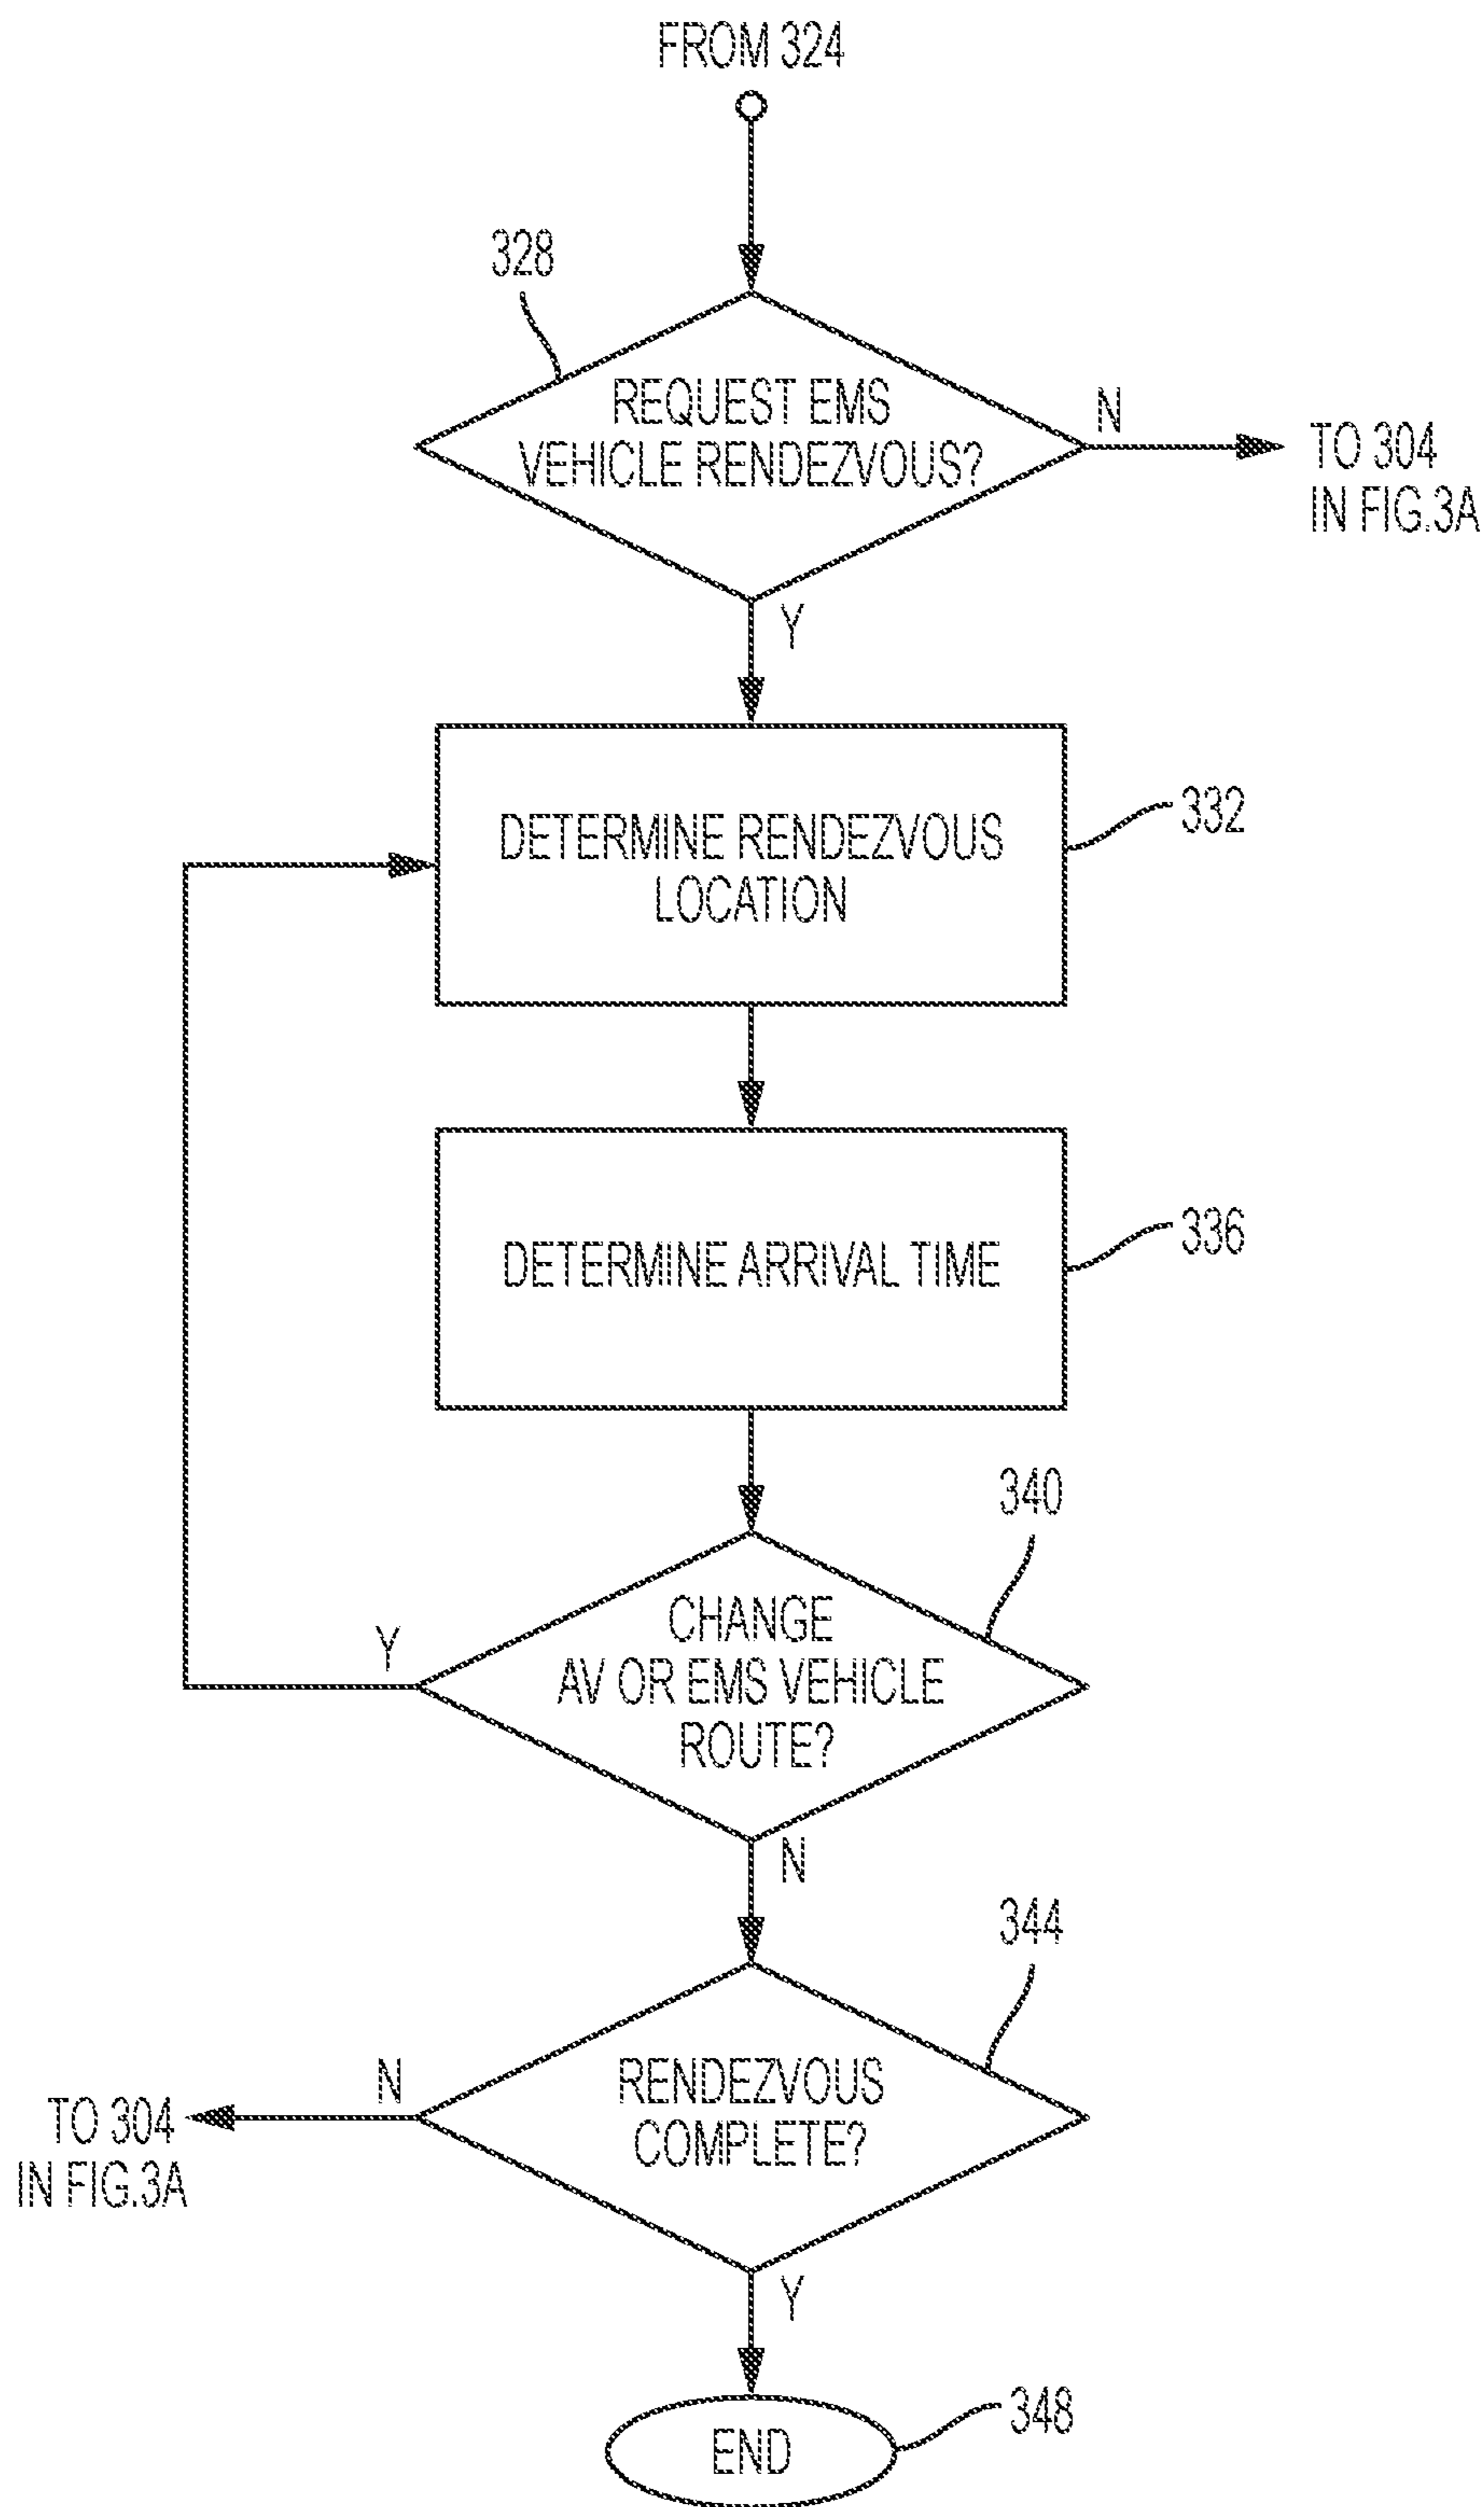 FROM 324
328
REQUEST EMS
VEHICLE RENDEZVOUS?
N
TO 304
IN FIG.3A
Y
DETERMINE RENDEZVOUS
LOCATION
332
DETERMINE ARRIVAL TIME
336
340
CHANGE
AV OR EMS VEHICLE
ROUTE?
Y
N
344
RENDEZVOUS
COMPLETE?
N
TO 304
IN FIG.3A
Y
END
348